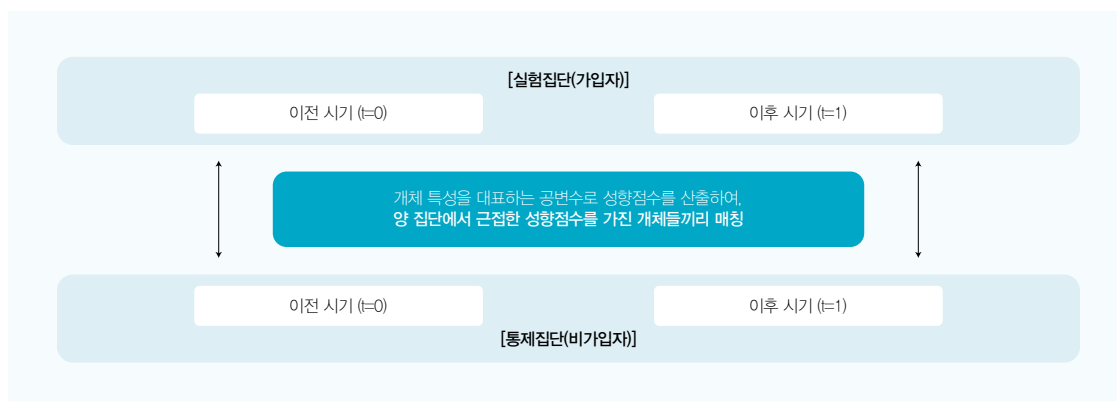 [실험집단(가입자)]
이전 시기 (t=0)
이후 시기 (t=1)
개체 특성을 대표하는 공변수로 성향점수를 산출하여,
양 집단에서 근접한 성향점수를 가진 개체들끼리 매칭
이전 시기 (t=0)
이후 시기 (t=1)
[통제집단(비가입자)]